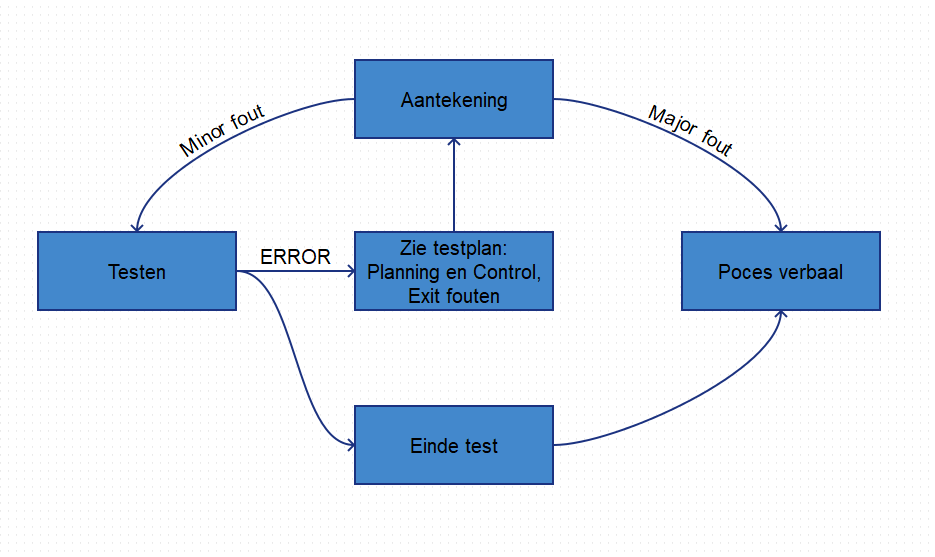 Aantekening
Minor fout
Major fout
Testen
ERROR
Zie testplan:
Planning en Control,
Exit fouten
Poces verbaal
Einde test